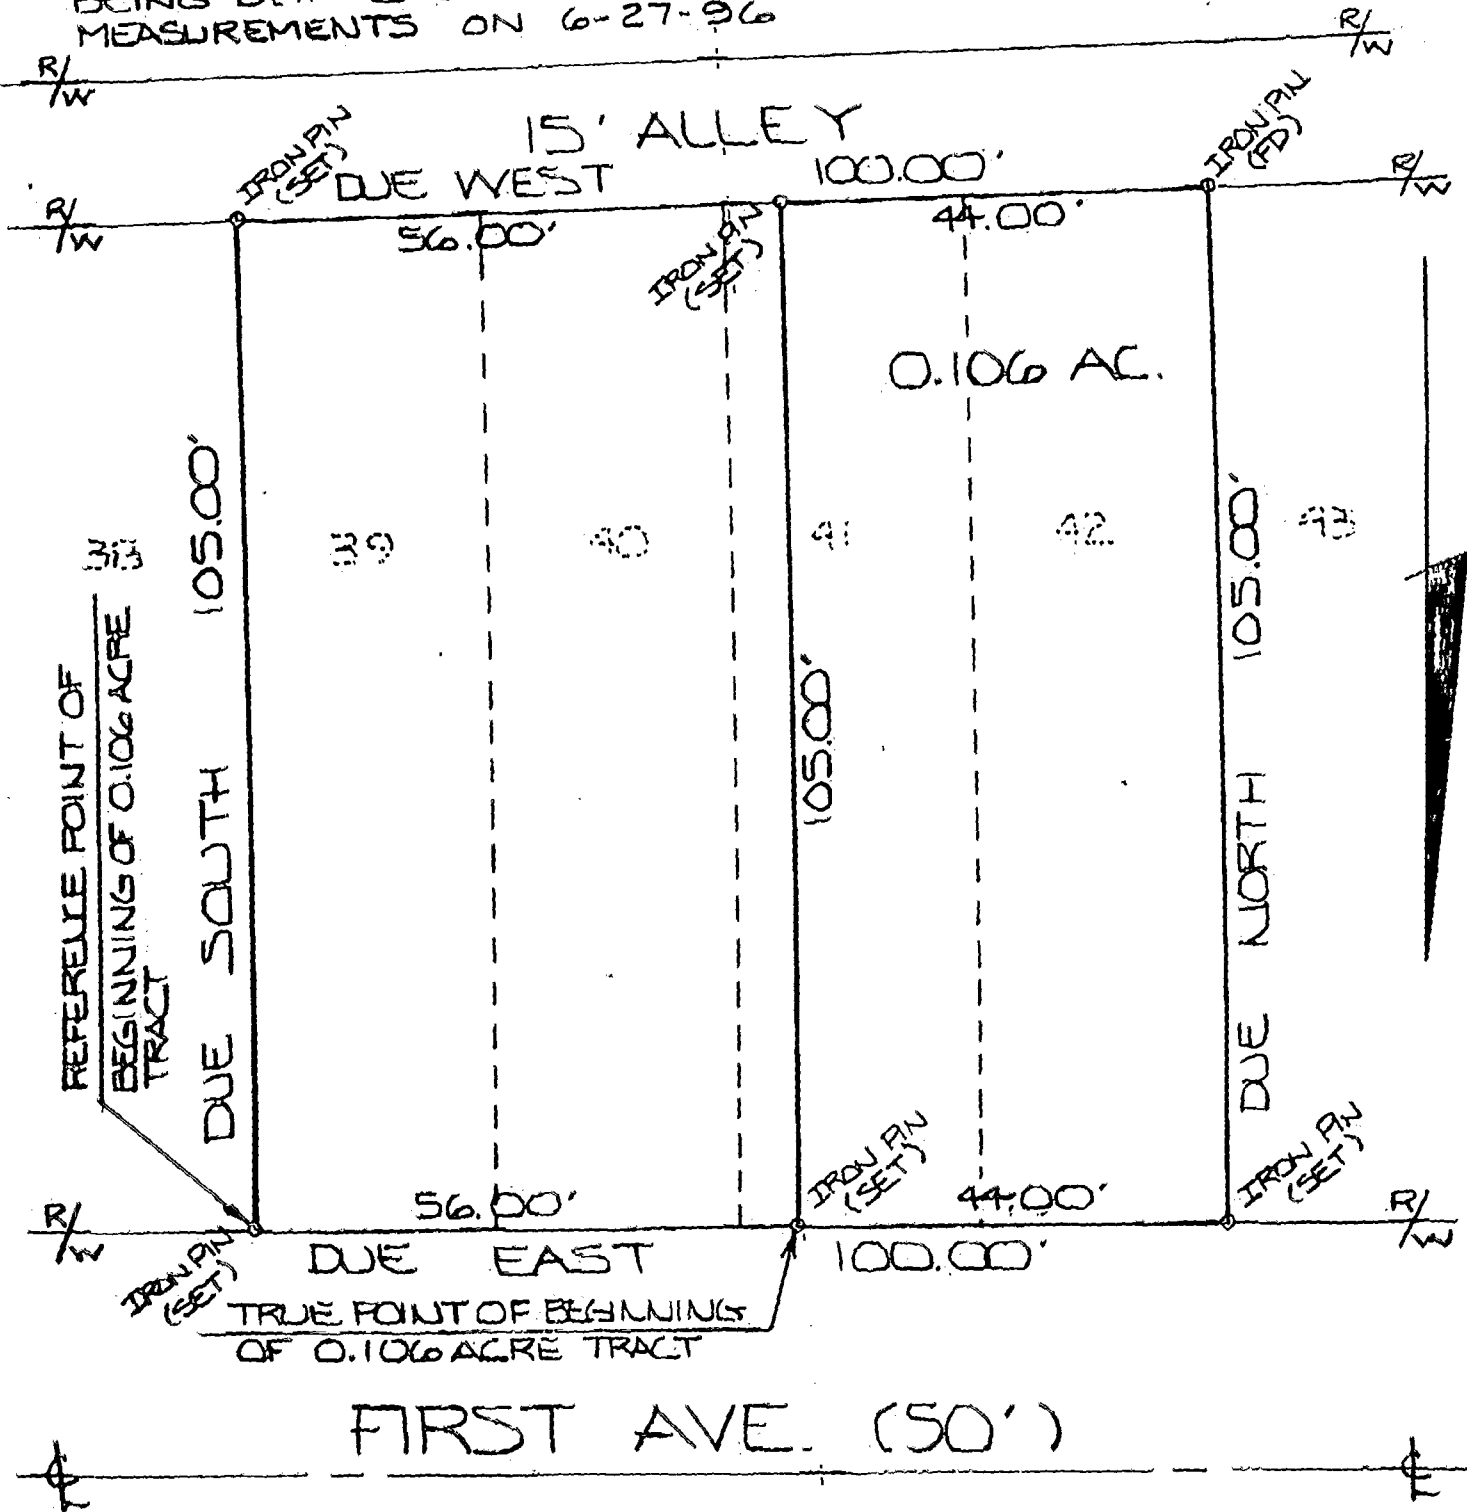 MEASUREMENTS ON 6-27-96
R/W
R/W
15' ALLEY
IRON PIN
(SET)
IRON PIN
(FD)
DUE WEST 100.00'
R/W
R/W
56.00'
44.00'
IRON PIN
(SET)
0.106 AC.
105.00'
38
39
40
41
42
43
105.00'
REFERENCE POINT OF
BEGINNING OF 0.106 ACRE
TRACT
105.00'
DUE SOUTH
DUE NORTH
IRON PIN
(SET)
IRON PIN
(SET)
56.00'
44.00'
R/W
R/W
IRON PIN
(SET)
DUE EAST 100.00'
TRUE POINT OF BEGINNING
OF 0.106 ACRE TRACT
FIRST AVE. (50')
℄
℄